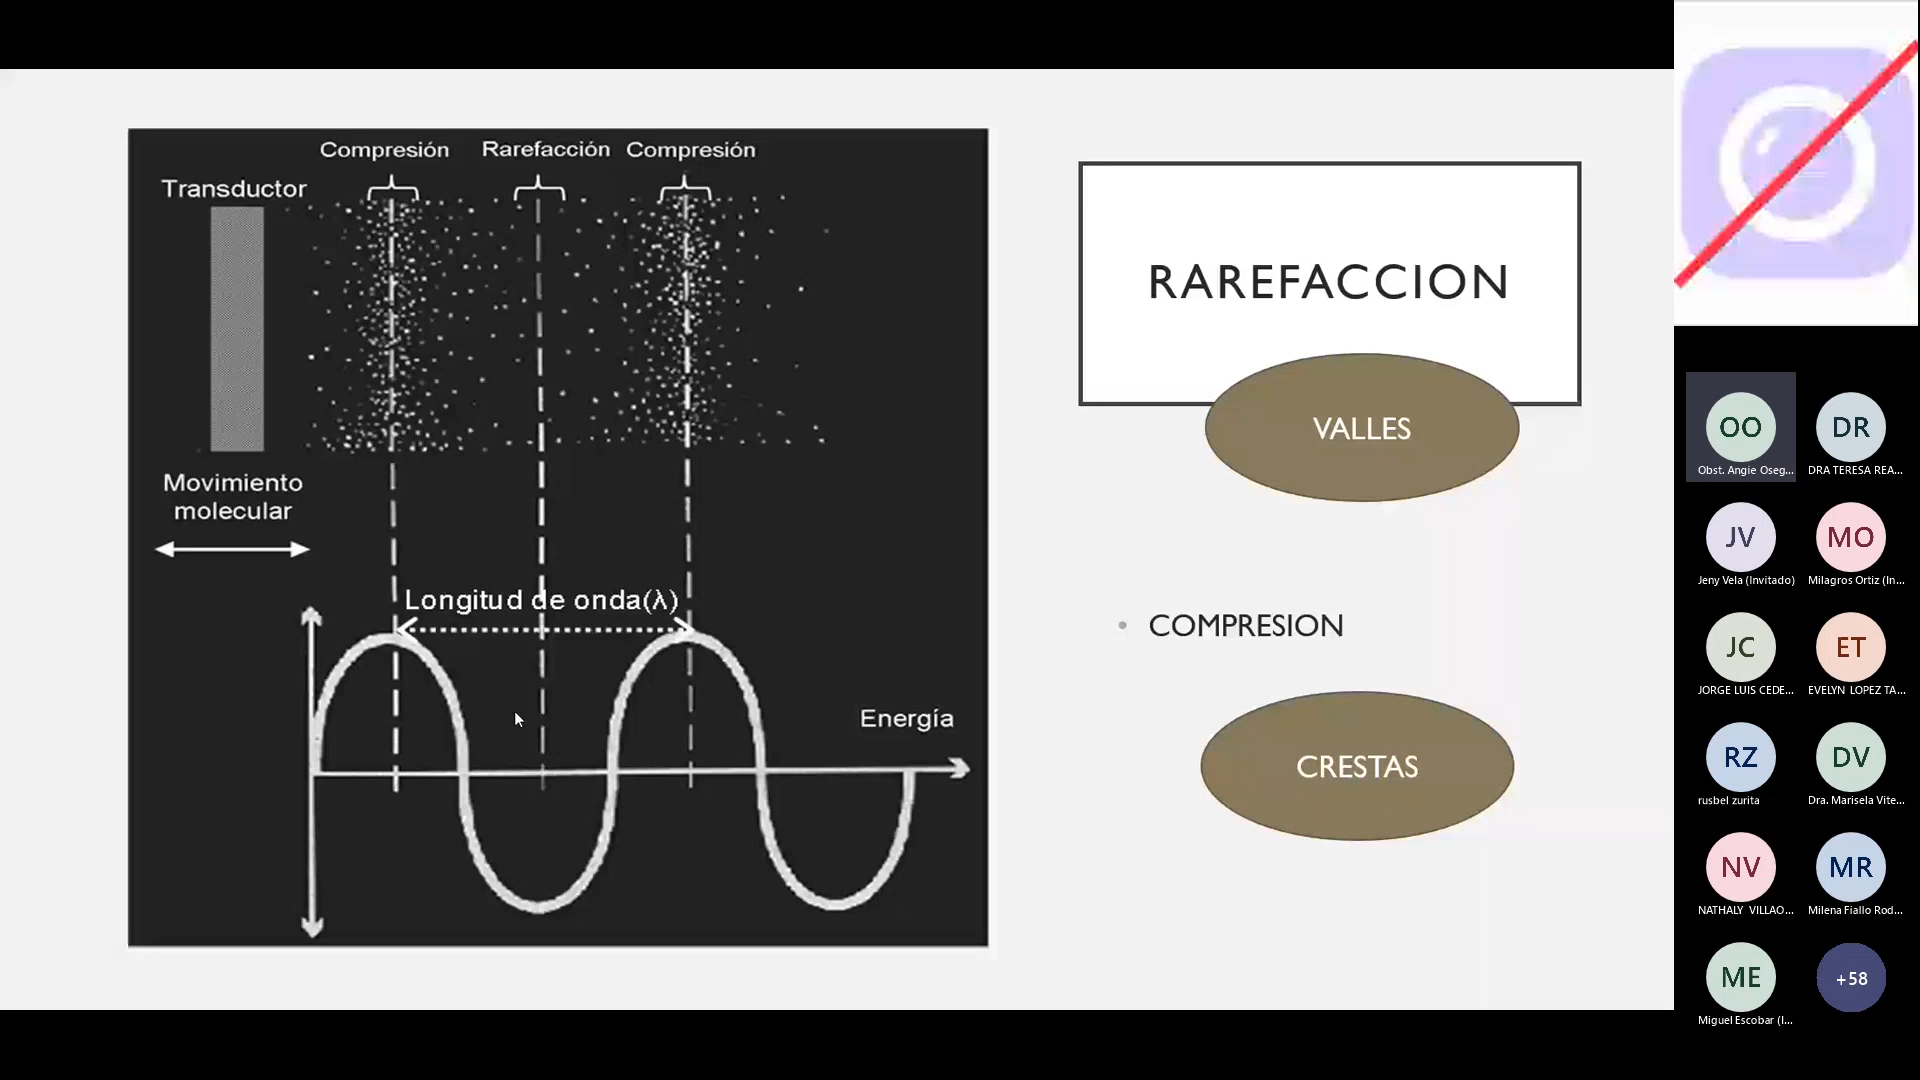 Compresión Rarefacción Compresión
Transductor
Movimiento
molecular
Longitud de onda(λ)
Energía
RAREFACCION
VALLES
• COMPRESION
CRESTAS
OO DR
Obst. Angie Oseg... DRA TERESA REA...
JV MO
Jeny Vela (Invitado) Milagros Ortiz (In...
JC ET
JORGE LUIS CEDE... EVELYN LOPEZ TA...
RZ DV
rusbel zurita Dra. Marisela Vite...
NV MR
NATHALY VILLAO... Milena Fiallo Rod...
ME +58
Miguel Escobar (I...